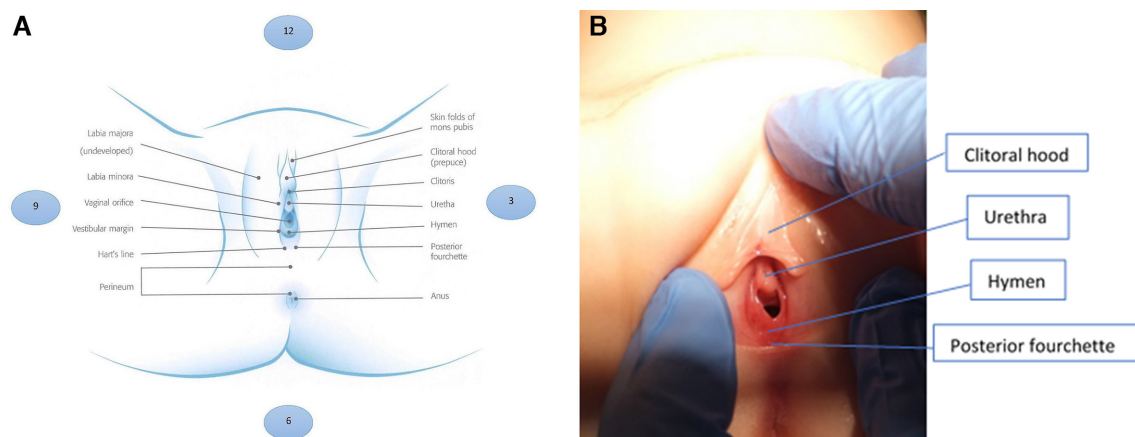 A
12
Labia majora
(undeveloped)
Labia minora
Vaginal orifice
9
Vestibular margin
Hart's line
Perineum
Skin folds of
mons pubis
Clitoral hood
(prepuce)
Clitoris
Uretha
3
Hymen
Posterior
fourchette
Anus
6
B
Clitoral hood
Urethra
Hymen
Posterior fourchette